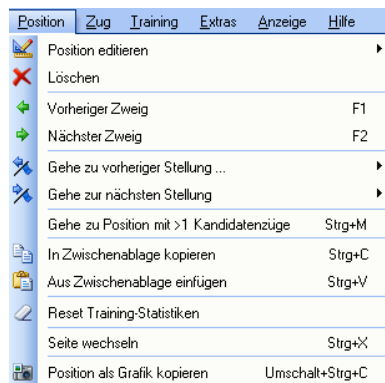 Position Zug Training Extras Anzeige Hilfe
Position editieren
Löschen
Vorheriger Zweig F1
Nächster Zweig F2
Gehe zu vorheriger Stellung ...
Gehe zur nächsten Stellung
Gehe zu Position mit >1 Kandidatenzüge Strg+M
In Zwischenablage kopieren Strg+C
Aus Zwischenablage einfügen Strg+V
Reset Training-Statistiken
Seite wechseln Strg+X
Position als Grafik kopieren Umschalt+Strg+C